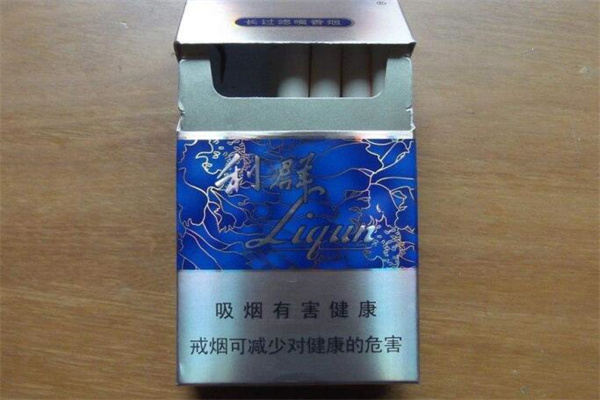 长过滤嘴香烟
®
利群
Liqun
吸烟有害健康
戒烟可减少对健康的危害